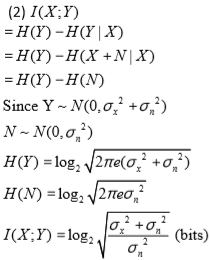 (2) I(X;Y)
= H(Y) − H(Y | X)
= H(Y) − H(X + N | X)
= H(Y) − H(N)
Since Y ~ N(0, σₓ² + σₙ²)
N ~ N(0, σₙ²)
H(Y) = log₂ √(2πe(σₓ² + σₙ²))
H(N) = log₂ √(2πeσₙ²)
I(X;Y) = log₂ √((σₓ² + σₙ²)/σₙ²) (bits)